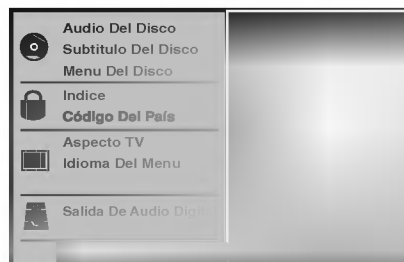 Audio Del Disco
Subtitulo Del Disco
Menu Del Disco
Indice
Código Del País
Aspecto TV
Idioma Del Menu
Salida De Audio